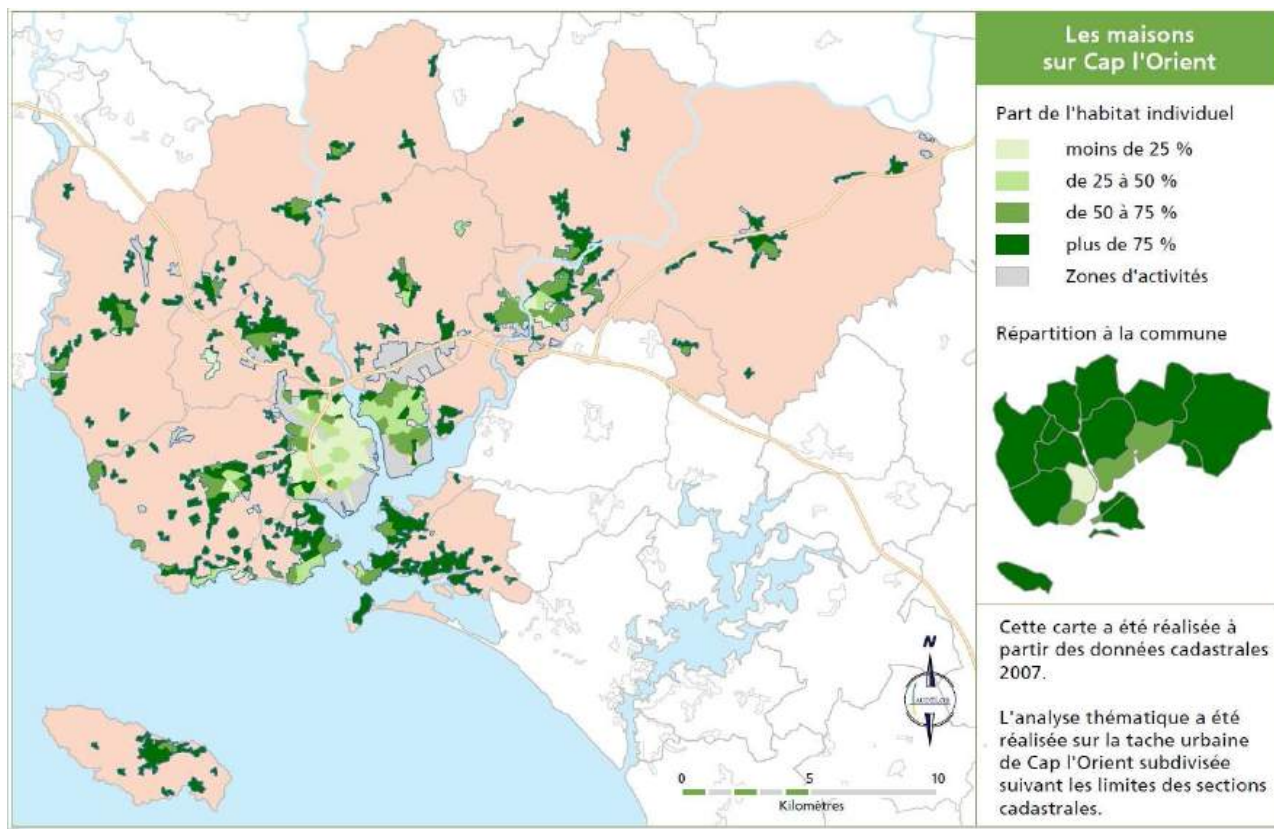 Les maisons
sur Cap l'Orient
Part de l'habitat individuel
moins de 25 %
de 25 à 50 %
de 50 à 75 %
plus de 75 %
Zones d'activités
Répartition à la commune
Cette carte a été réalisée à
partir des données cadastrales
2007.
L'analyse thématique a été
réalisée sur la tache urbaine
de Cap l'Orient subdivisée
suivant les limites des sections
cadastrales.
N
0 5 10
Kilomètres